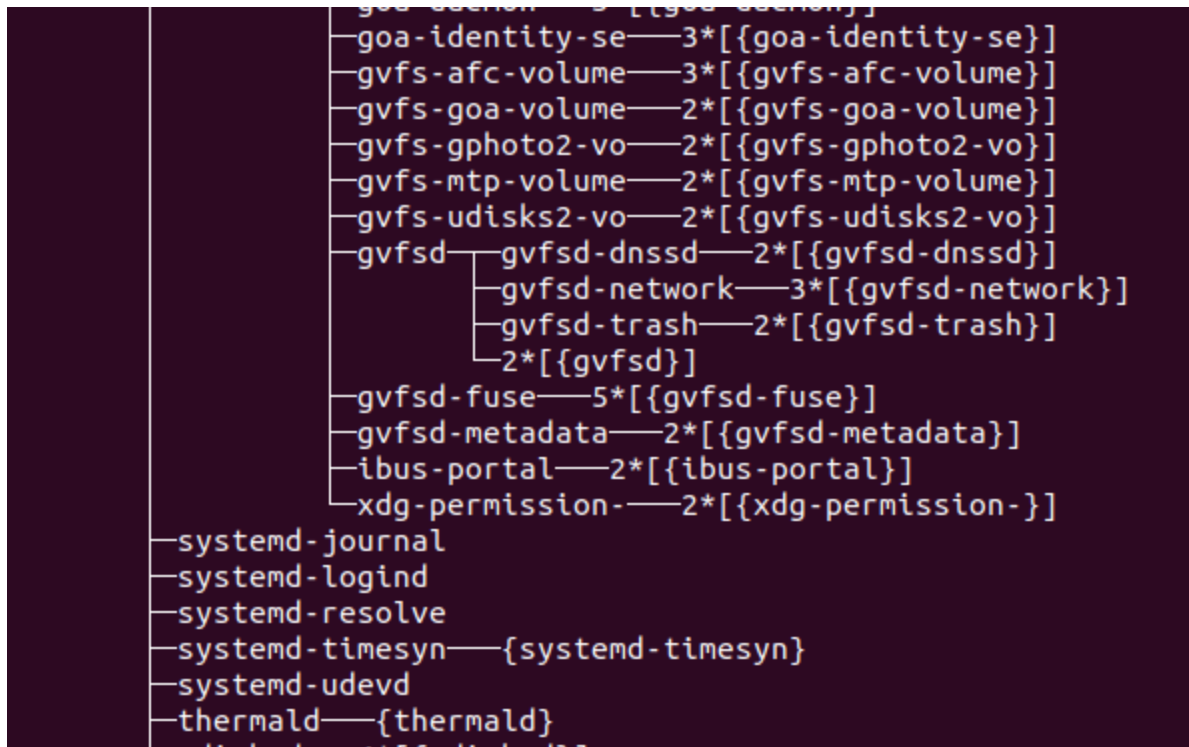 ├─goa-identity-se───3*[{goa-identity-se}]
├─gvfs-afc-volume───3*[{gvfs-afc-volume}]
├─gvfs-goa-volume───2*[{gvfs-goa-volume}]
├─gvfs-gphoto2-vo───2*[{gvfs-gphoto2-vo}]
├─gvfs-mtp-volume───2*[{gvfs-mtp-volume}]
├─gvfs-udisks2-vo───2*[{gvfs-udisks2-vo}]
├─gvfsd─┬─gvfsd-dnssd───2*[{gvfsd-dnssd}]
├─gvfsd-network───3*[{gvfsd-network}]
├─gvfsd-trash───2*[{gvfsd-trash}]
└─2*[{gvfsd}]
├─gvfsd-fuse───5*[{gvfsd-fuse}]
├─gvfsd-metadata───2*[{gvfsd-metadata}]
├─ibus-portal───2*[{ibus-portal}]
└─xdg-permission-───2*[{xdg-permission-}]
├─systemd-journal
├─systemd-logind
├─systemd-resolve
├─systemd-timesyn───{systemd-timesyn}
├─systemd-udevd
├─thermald───{thermald}